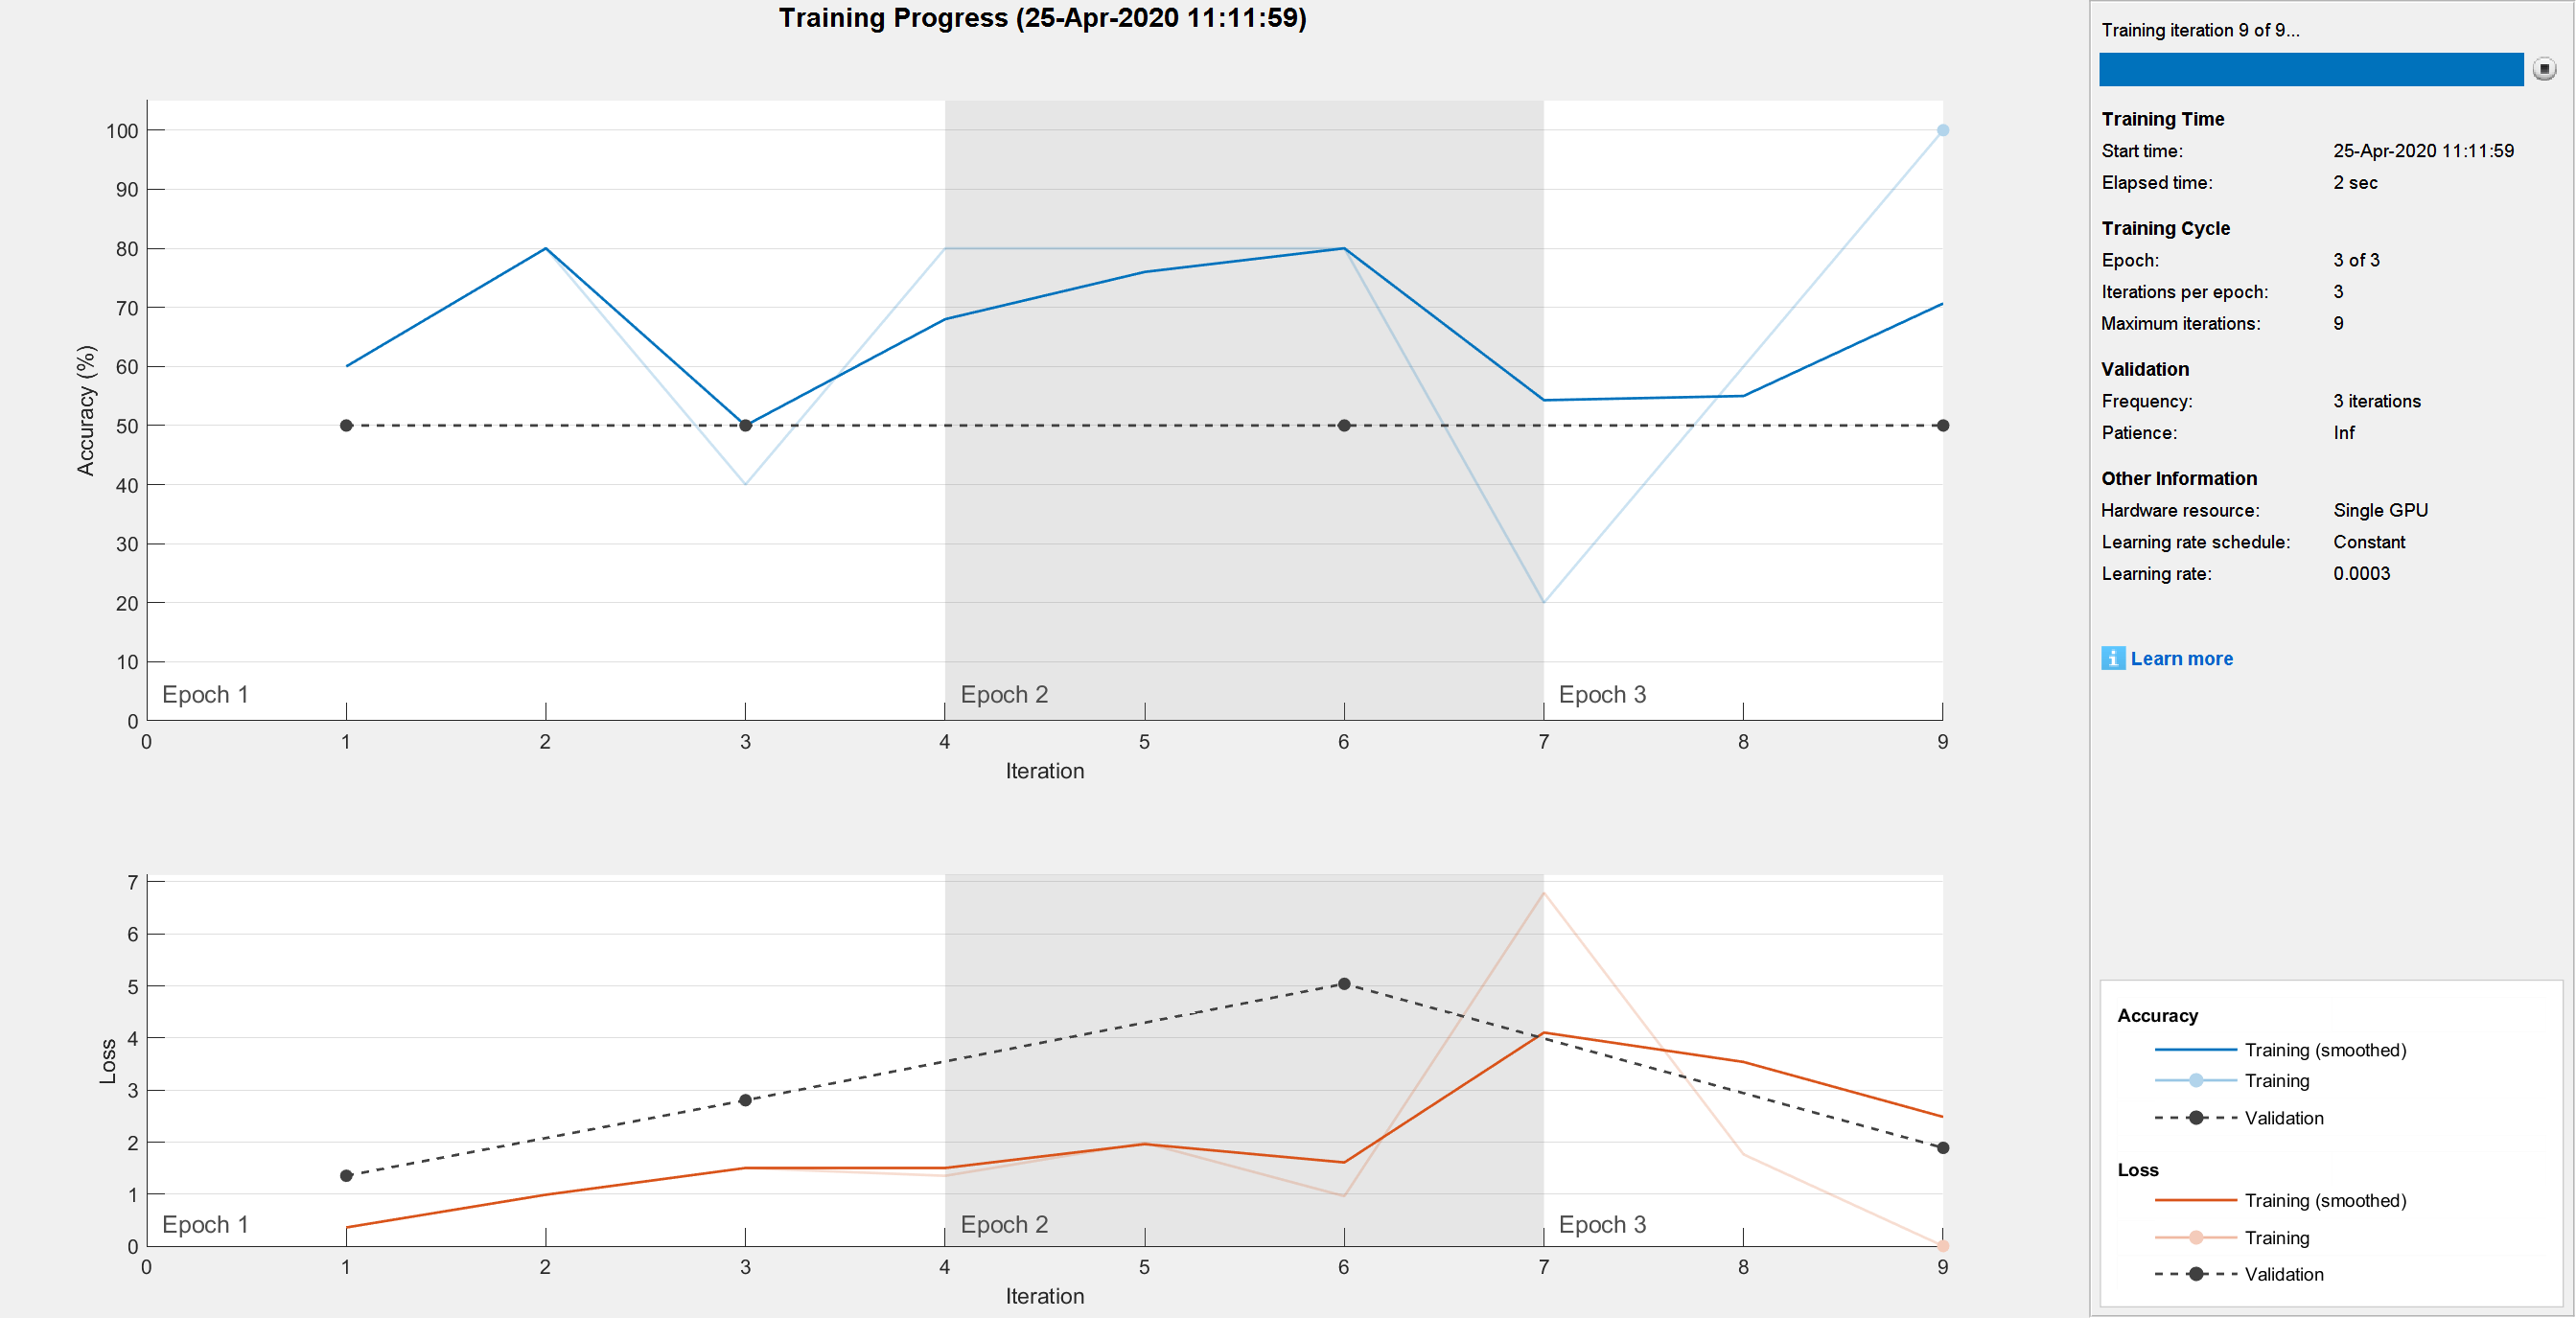 Training Progress (25-Apr-2020 11:11:59)
100
90
80
70
60
50
40
30
20
10
0
Accuracy (%)
Epoch 1 Epoch 2 Epoch 3
0 1 2 3 4 5 6 7 8 9
Iteration
7
6
5
4
3
2
1
0
Loss
Epoch 1 Epoch 2 Epoch 3
0 1 2 3 4 5 6 7 8 9
Iteration
Training iteration 9 of 9...
Training Time
Start time: 25-Apr-2020 11:11:59
Elapsed time: 2 sec
Training Cycle
Epoch: 3 of 3
Iterations per epoch: 3
Maximum iterations: 9
Validation
Frequency: 3 iterations
Patience: Inf
Other Information
Hardware resource: Single GPU
Learning rate schedule: Constant
Learning rate: 0.0003
i Learn more
Accuracy
Training (smoothed)
Training
Validation
Loss
Training (smoothed)
Training
Validation